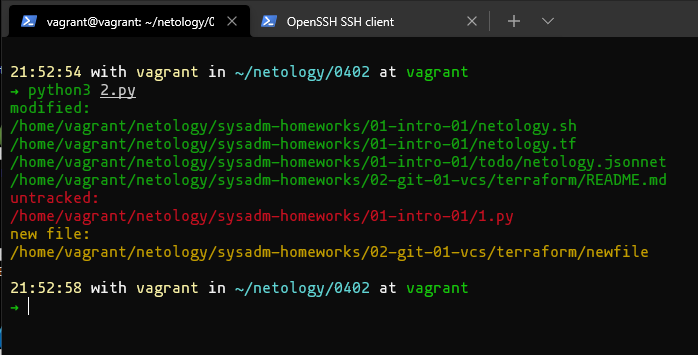 vagrant@vagrant: ~/netology/0
OpenSSH SSH client
21:52:54 with vagrant in ~/netology/0402 at vagrant
→ python3 2.py
modified:
/home/vagrant/netology/sysadm-homeworks/01-intro-01/netology.sh
/home/vagrant/netology/sysadm-homeworks/01-intro-01/netology.tf
/home/vagrant/netology/sysadm-homeworks/01-intro-01/todo/netology.jsonnet
/home/vagrant/netology/sysadm-homeworks/02-git-01-vcs/terraform/README.md
untracked:
/home/vagrant/netology/sysadm-homeworks/01-intro-01/1.py
new file:
/home/vagrant/netology/sysadm-homeworks/02-git-01-vcs/terraform/newfile
21:52:58 with vagrant in ~/netology/0402 at vagrant
→